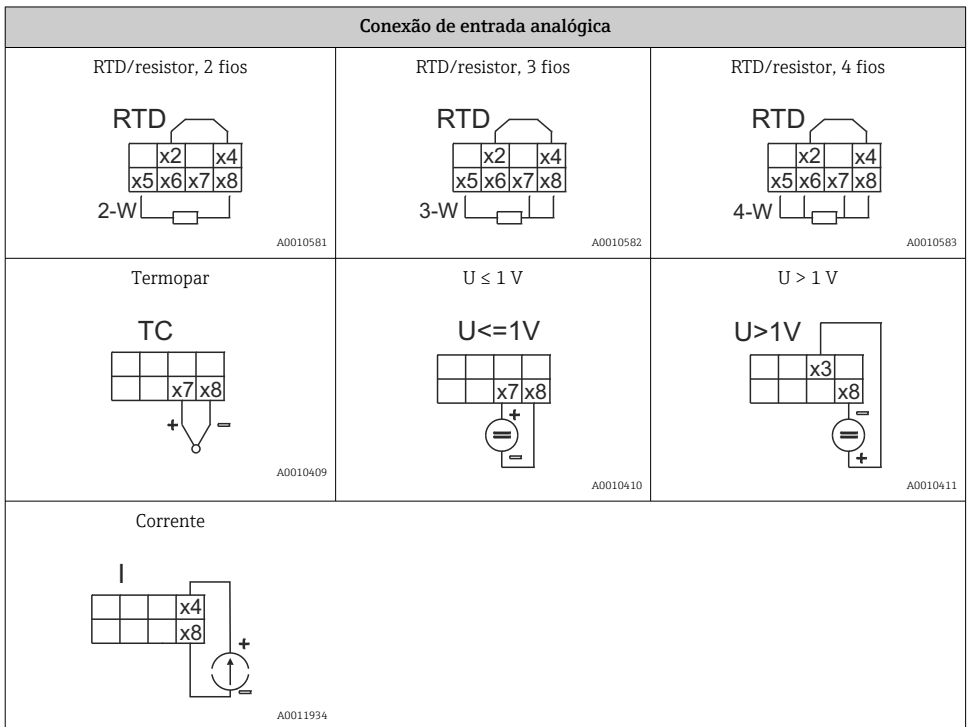 Conexão de entrada analógica
RTD/resistor, 2 fios
RTD
x2 x4
x5 x6 x7 x8
2-W
A0010581
RTD/resistor, 3 fios
RTD
x2 x4
x5 x6 x7 x8
3-W
A0010582
RTD/resistor, 4 fios
RTD
x2 x4
x5 x6 x7 x8
4-W
A0010583
Termopar
TC
x7 x8
+ -
A0010409
U ≤ 1 V
U<=1V
x7 x8
+
=
-
A0010410
U > 1 V
U>1V
x3
x8
-
=
+
A0010411
Corrente
I
x4
x8
+
-
A0011934